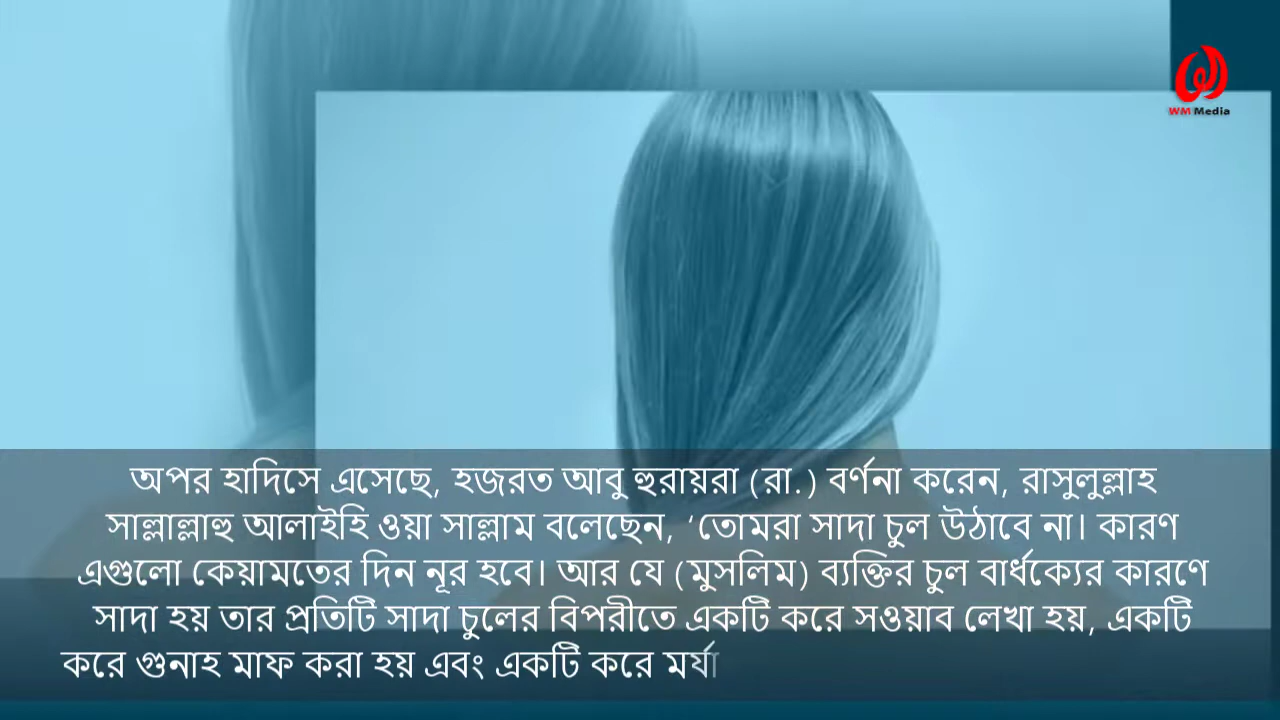 WM Media
অপর হাদিসে এসেছে, হজরত আবু হুরায়রা (রা.) বর্ণনা করেন, রাসুলুল্লাহ
সাল্লাল্লাহু আলাইহি ওয়া সাল্লাম বলেছেন, ‘তোমরা সাদা চুল উঠাবে না। কারণ
এগুলো কেয়ামতের দিন নূর হবে। আর যে (মুসলিম) ব্যক্তির চুল বার্ধক্যের কারণে
সাদা হয় তার প্রতিটি সাদা চুলের বিপরীতে একটি করে সওয়াব লেখা হয়, একটি
করে গুনাহ মাফ করা হয় এবং একটি করে মর্যা